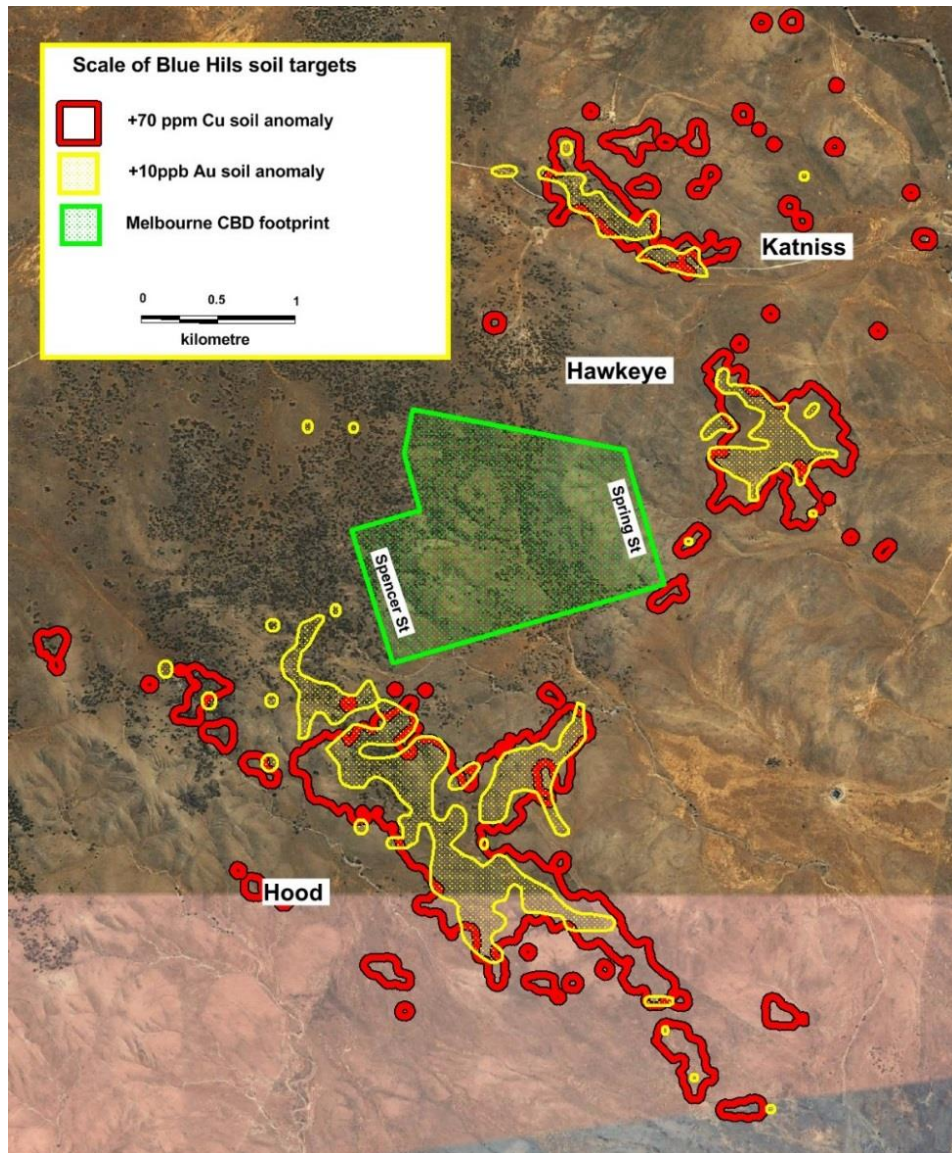 Scale of Blue Hils soil targets
+70 ppm Cu soil anomaly
+10ppb Au soil anomaly
Melbourne CBD footprint
0 0.5 1
kilometre
Katniss
Hawkeye
Spring St
Spencer St
Hood